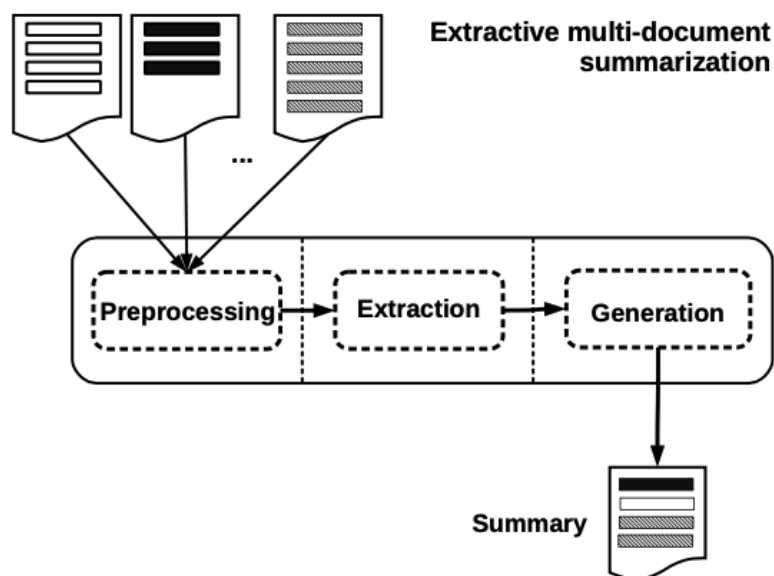 Extractive multi-document
summarization
...
Preprocessing
Extraction
Generation
Summary